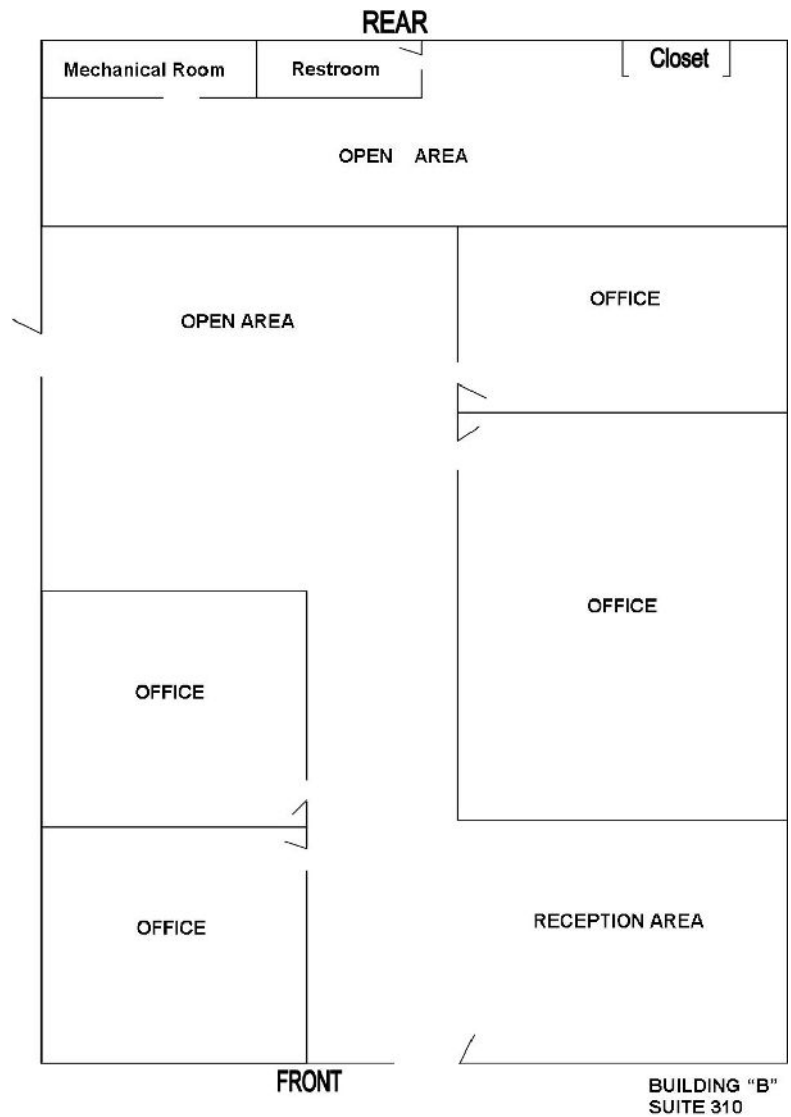 REAR
Mechanical Room
Restroom
Closet
OPEN AREA
OFFICE
OPEN AREA
OFFICE
OFFICE
RECEPTION AREA
OFFICE
FRONT
BUILDING “B”
SUITE 310